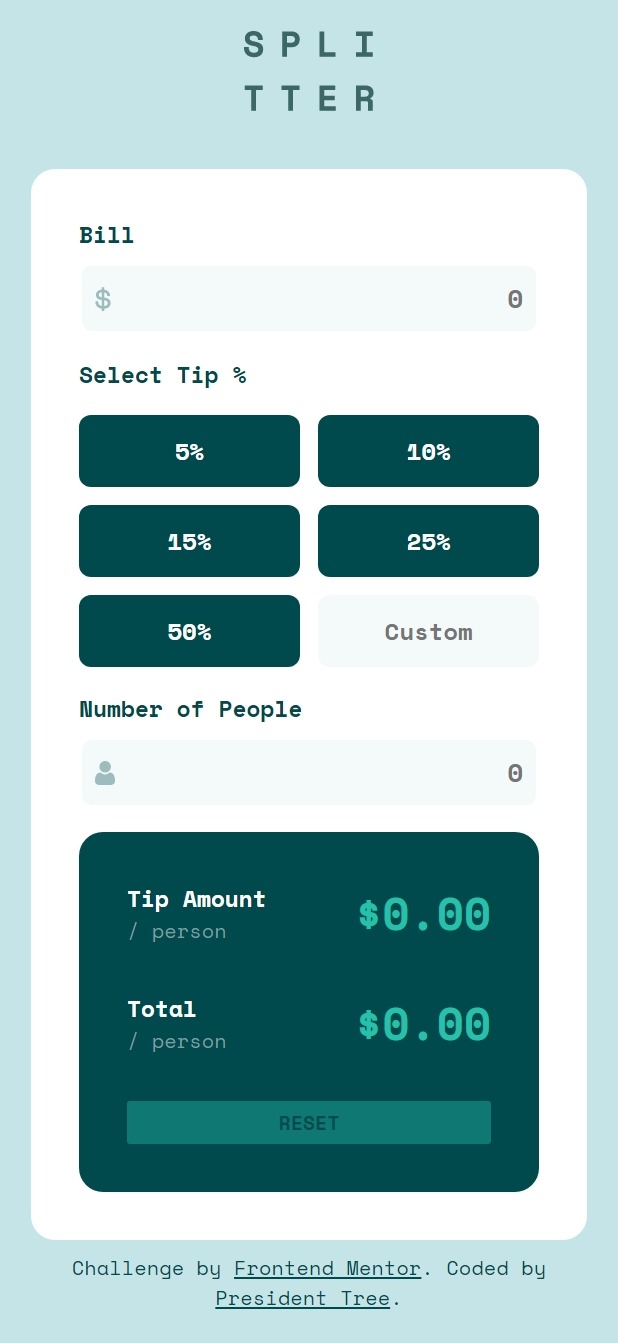 SPLI
TTER
Bill
$ 0
Select Tip %
5% 10%
15% 25%
50% Custom
Number of People
0
Tip Amount
/ person
$0.00
Total
/ person
$0.00
RESET
Challenge by Frontend Mentor. Coded by
President Tree.